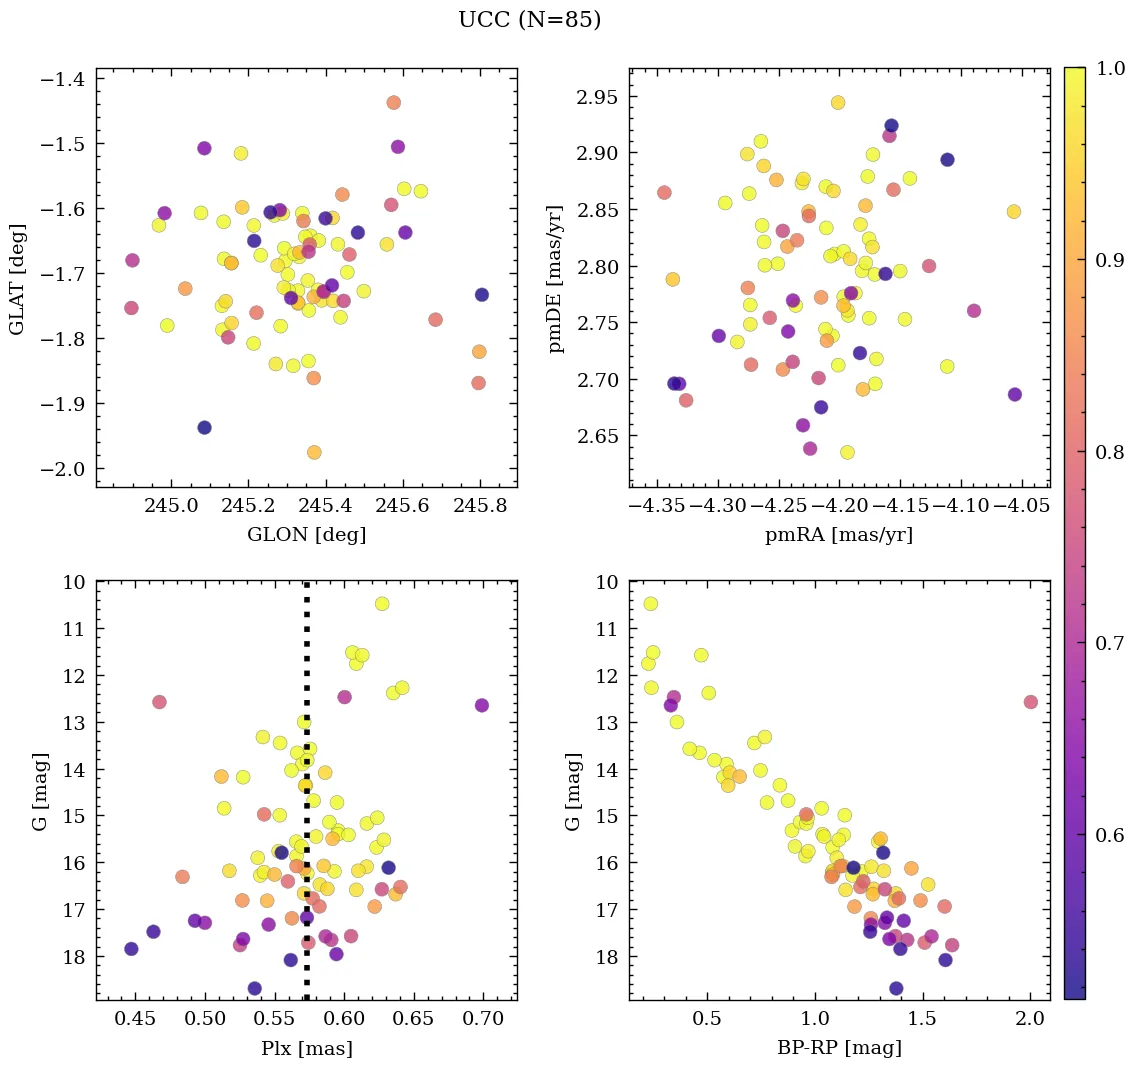 UCC (N=85)
−1.4
−1.5
−1.6
−1.7
−1.8
−1.9
−2.0
GLAT [deg]
245.0 245.2 245.4 245.6 245.8
GLON [deg]
2.95
2.90
2.85
2.80
2.75
2.70
2.65
pmDE [mas/yr]
−4.35 −4.30 −4.25 −4.20 −4.15 −4.10 −4.05
pmRA [mas/yr]
10
11
12
13
14
15
16
17
18
G [mag]
0.45 0.50 0.55 0.60 0.65 0.70
Plx [mas]
10
11
12
13
14
15
16
17
18
G [mag]
0.5 1.0 1.5 2.0
BP-RP [mag]
1.0
0.9
0.8
0.7
0.6